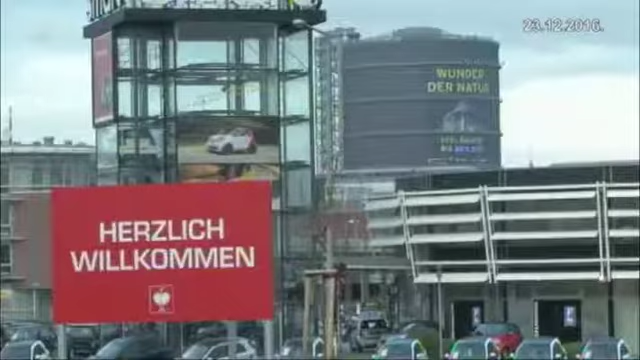 23.12.2016.
WUNDER
DER NATUR
HERZLICH
WILLKOMMEN